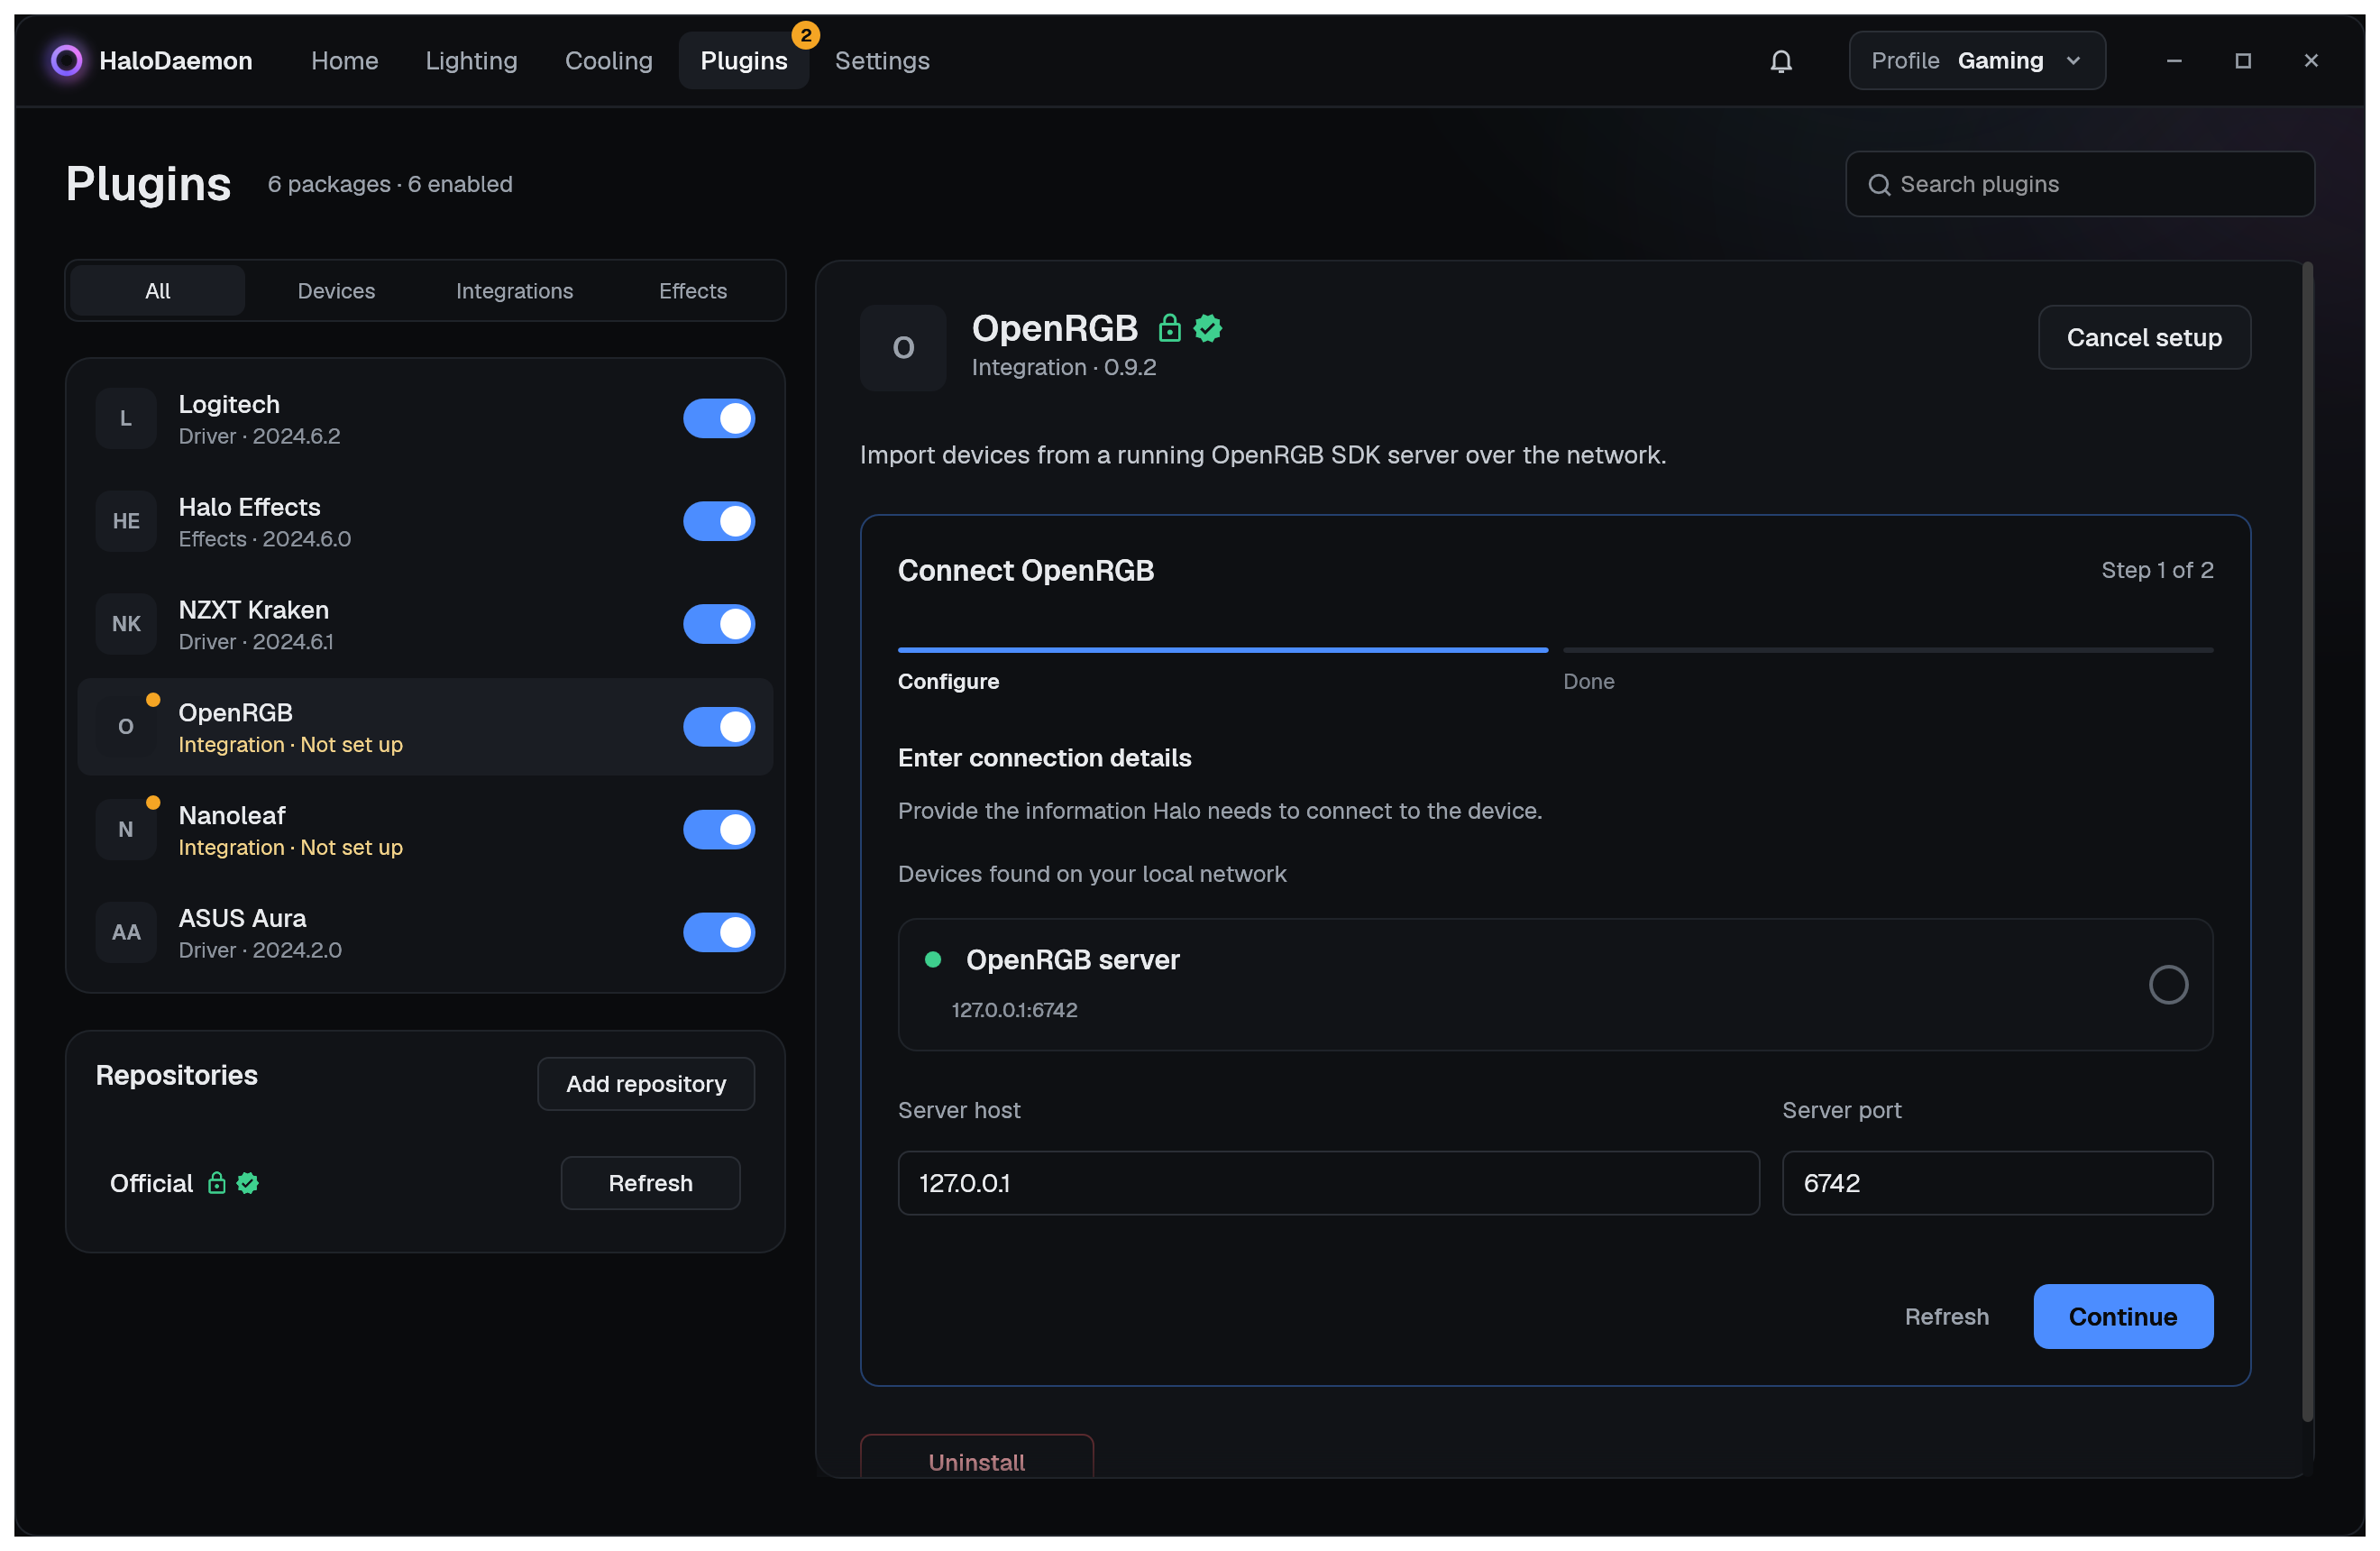 HaloDaemon
Home
Lighting
Cooling
Plugins
2
Settings
Profile Gaming
Plugins
6 packages · 6 enabled
Search plugins
All
Devices
Integrations
Effects
L
Logitech
Driver · 2024.6.2
HE
Halo Effects
Effects · 2024.6.0
NK
NZXT Kraken
Driver · 2024.6.1
O
OpenRGB
Integration · Not set up
N
Nanoleaf
Integration · Not set up
AA
ASUS Aura
Driver · 2024.2.0
Repositories
Add repository
Official
Refresh
O
OpenRGB
Integration · 0.9.2
Cancel setup
Import devices from a running OpenRGB SDK server over the network.
Connect OpenRGB
Step 1 of 2
Configure
Done
Enter connection details
Provide the information Halo needs to connect to the device.
Devices found on your local network
OpenRGB server
127.0.0.1:6742
Server host
Server port
127.0.0.1
6742
Refresh
Continue
Uninstall